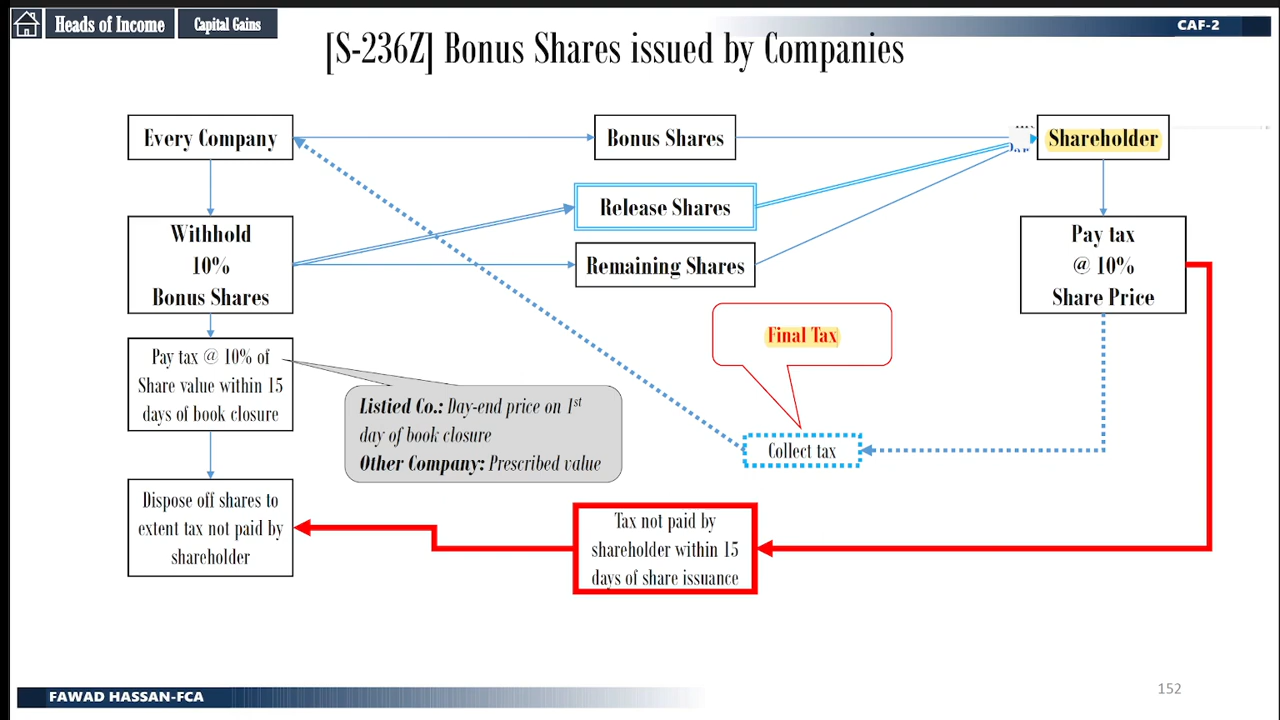 Heads of Income
Capital Gains
CAF-2
[S-236Z] Bonus Shares issued by Companies
Every Company
Bonus Shares
Shareholder
Release Shares
Withhold
10%
Bonus Shares
Remaining Shares
Pay tax
@ 10%
Share Price
Final Tax
Pay tax @ 10% of
Share value within 15
days of book closure
Listied Co.: Day-end price on 1st
day of book closure
Other Company: Prescribed value
Collect tax
Dispose off shares to
extent tax not paid by
shareholder
Tax not paid by
shareholder within 15
days of share issuance
FAWAD HASSAN-FCA
152